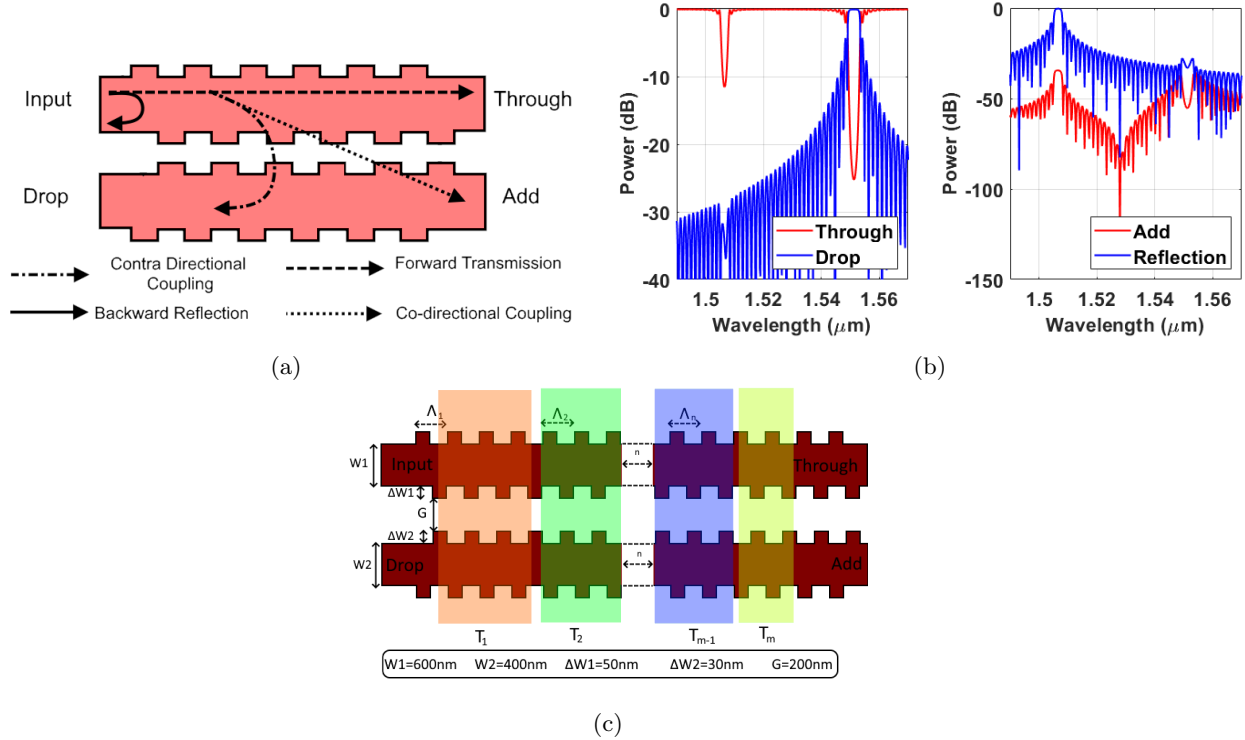 Input
Through
Drop
Add
Contra Directional
Coupling
Forward Transmission
Backward Reflection
Co-directional Coupling
(a)
0
-10
-20
-30
-40
Power (dB)
1.5
1.52
1.54
1.56
Wavelength (μm)
Through
Drop
0
-50
-100
-150
Power (dB)
1.5
1.52
1.54
1.56
Wavelength (μm)
Add
Reflection
(b)
Λ1
Λ2
Λn
W1
Input
n
Through
ΔW1
G
ΔW2
W2
Drop
n
Add
T1
T2
Tm-1
Tm
W1=600nm W2=400nm ΔW1=50nm ΔW2=30nm G=200nm
(c)